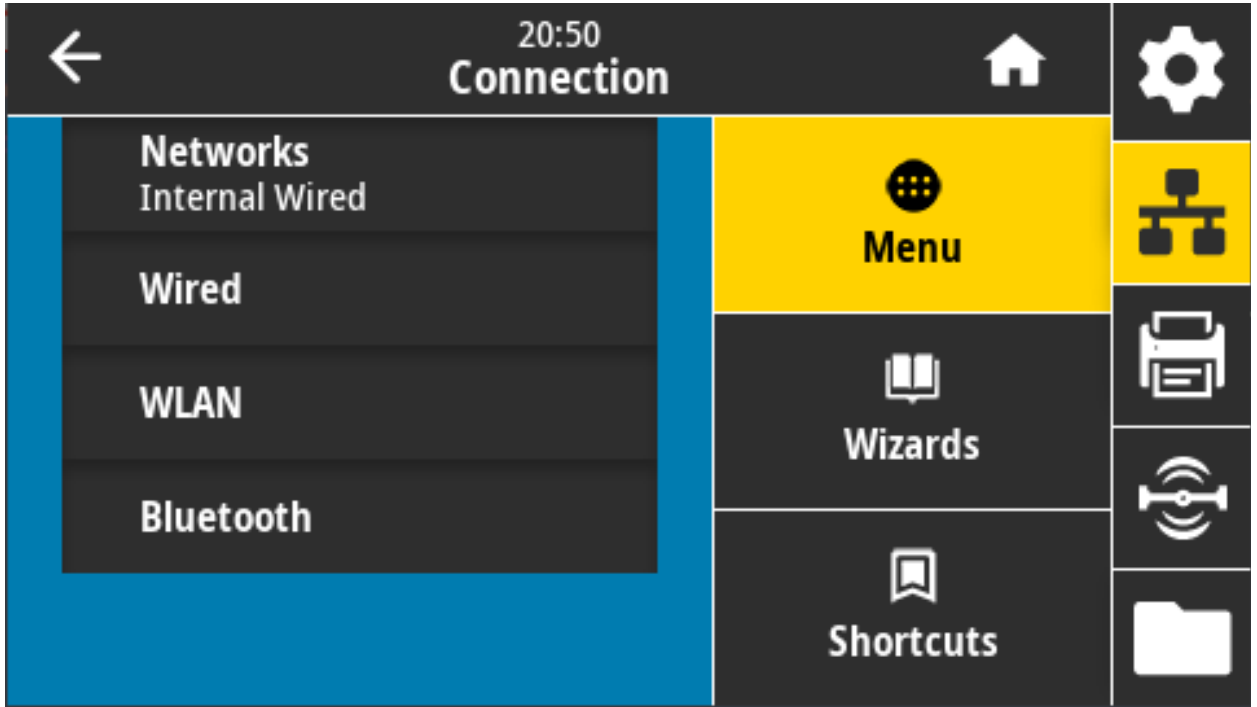 20:50
Connection
Networks
Internal Wired
Wired
WLAN
Bluetooth
Menu
Wizards
Shortcuts